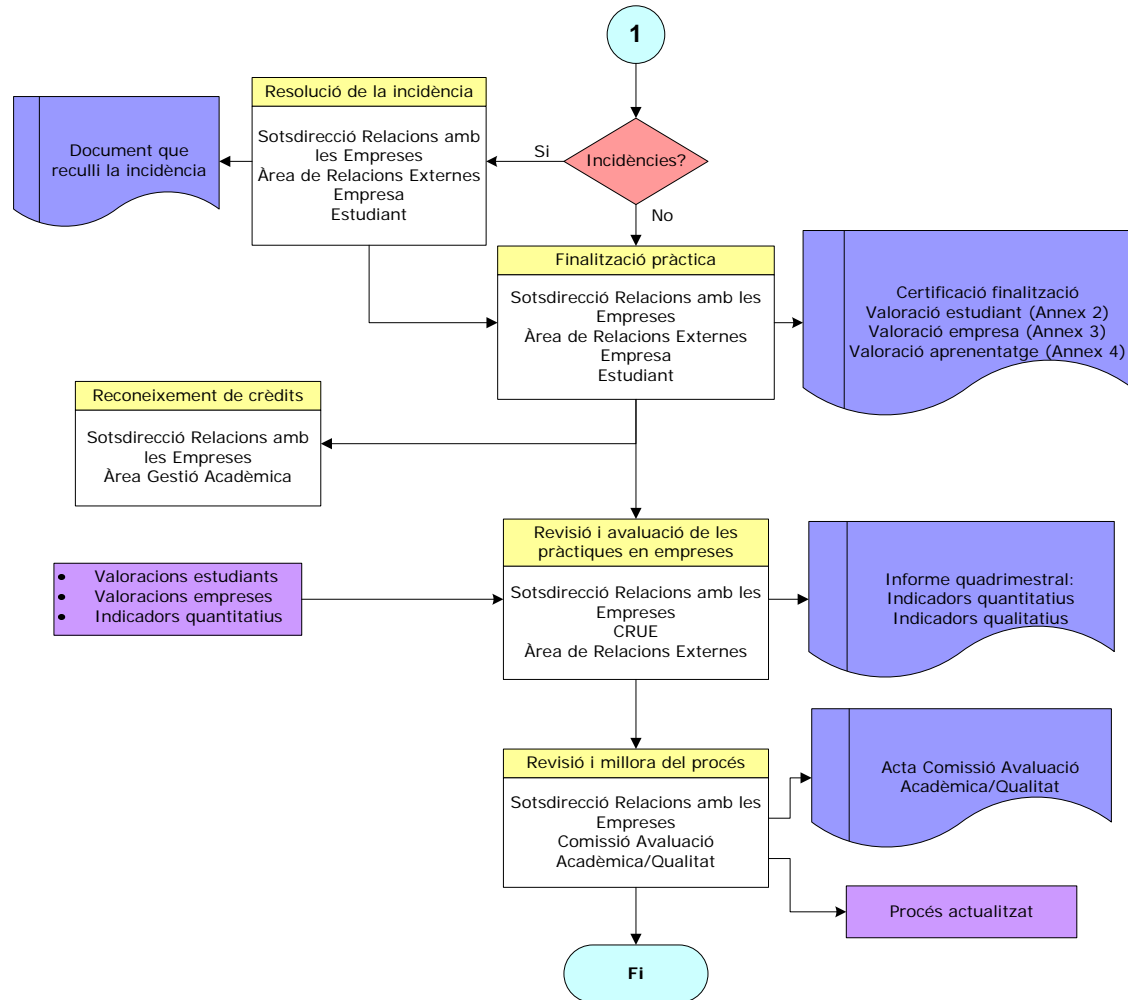 1
Resolució de la incidència
Sotsdirecció Relacions amb
les Empreses
Àrea de Relacions Externes
Empresa
Estudiant
Document que
reculli la incidència
Si
Incidències?
No
Finalització pràctica
Sotsdirecció Relacions amb les
Empreses
Àrea de Relacions Externes
Empresa
Estudiant
Certificació finalització
Valoració estudiant (Annex 2)
Valoració empresa (Annex 3)
Valoració aprenentatge (Annex 4)
Reconeixement de crèdits
Sotsdirecció Relacions amb
les Empreses
Àrea Gestió Acadèmica
Revisió i avaluació de les
pràctiques en empreses
Sotsdirecció Relacions amb les
Empreses
CRUE
Àrea de Relacions Externes
• Valoracions estudiants
• Valoracions empreses
• Indicadors quantitatius
Informe quadrimestral:
Indicadors quantitatius
Indicadors qualitatius
Revisió i millora del procés
Sotsdirecció Relacions amb les
Empreses
Comissió Avaluació
Acadèmica/Qualitat
Acta Comissió Avaluació
Acadèmica/Qualitat
Procés actualitzat
Fi